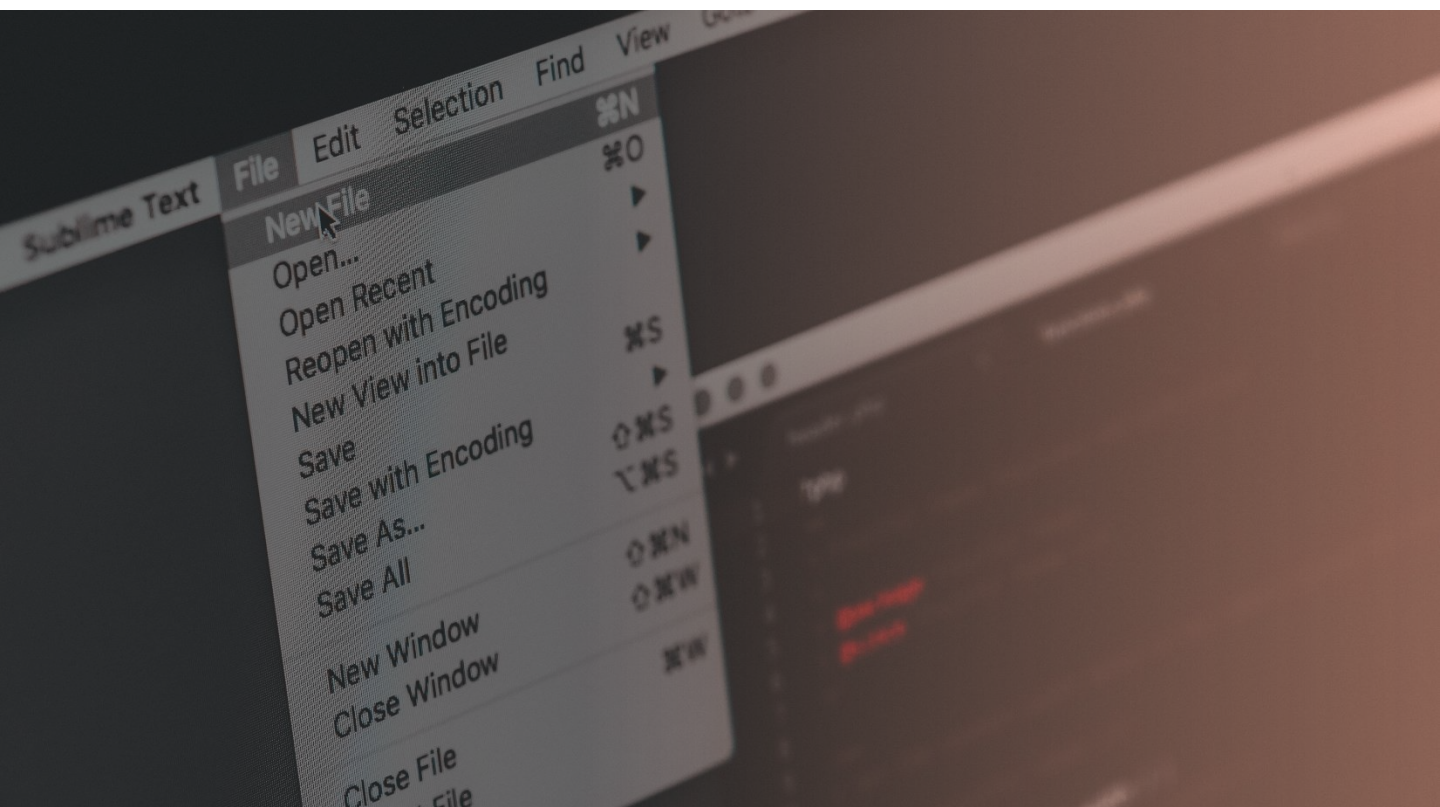 Sublime Text File Edit Selection Find View
New File ⌘N
Open... ⌘O
Open Recent
Reopen with Encoding
New View into File
Save ⌘S
Save with Encoding
Save As... ⇧⌘S
Save All ⌥⌘S
New Window ⇧⌘N
Close Window ⇧⌘W
Close File ⌘W
File